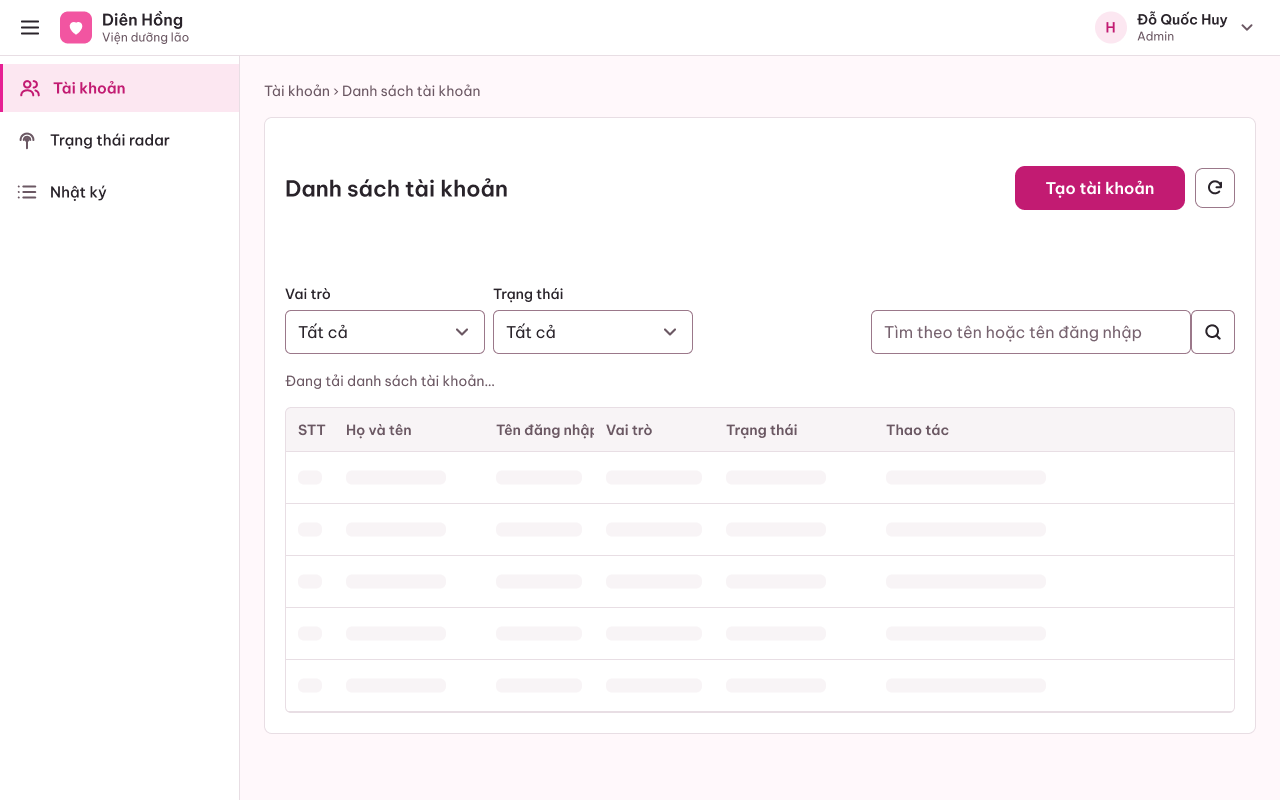 Diên Hồng
Viện dưỡng lão
H
Đỗ Quốc Huy
Admin
Tài khoản
Trạng thái radar
Nhật ký
Tài khoản › Danh sách tài khoản
Danh sách tài khoản
Tạo tài khoản
Vai trò
Trạng thái
Tất cả
Tất cả
Tìm theo tên hoặc tên đăng nhập
Đang tải danh sách tài khoản...
STT Họ và tên Tên đăng nhập Vai trò Trạng thái Thao tác